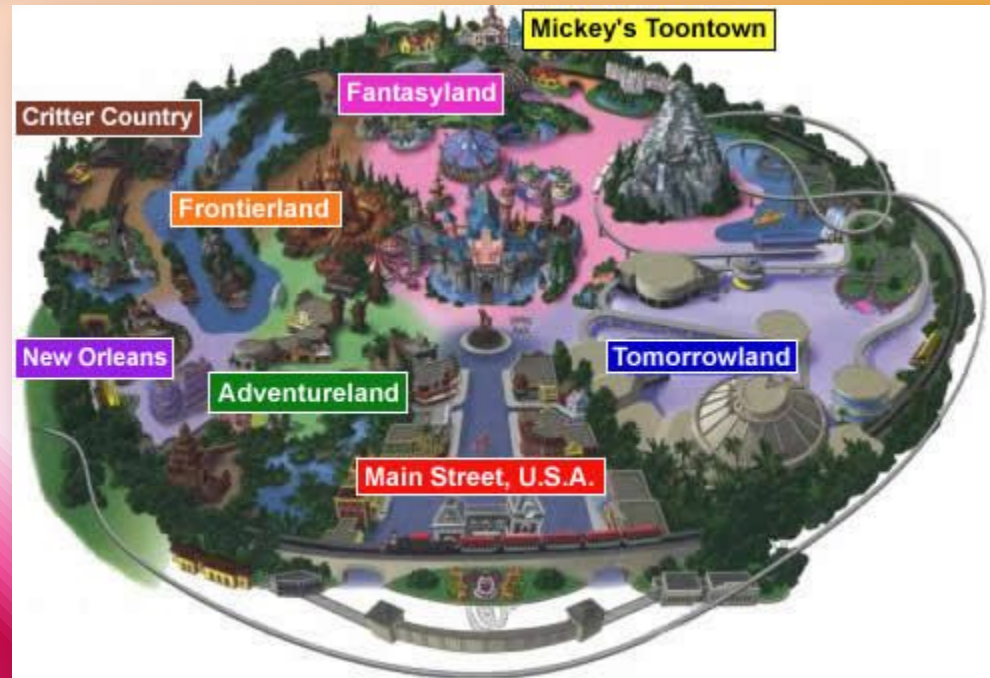 Mickey's Toontown
Fantasyland
Critter Country
Frontierland
New Orleans
Tomorrowland
Adventureland
Main Street, U.S.A.